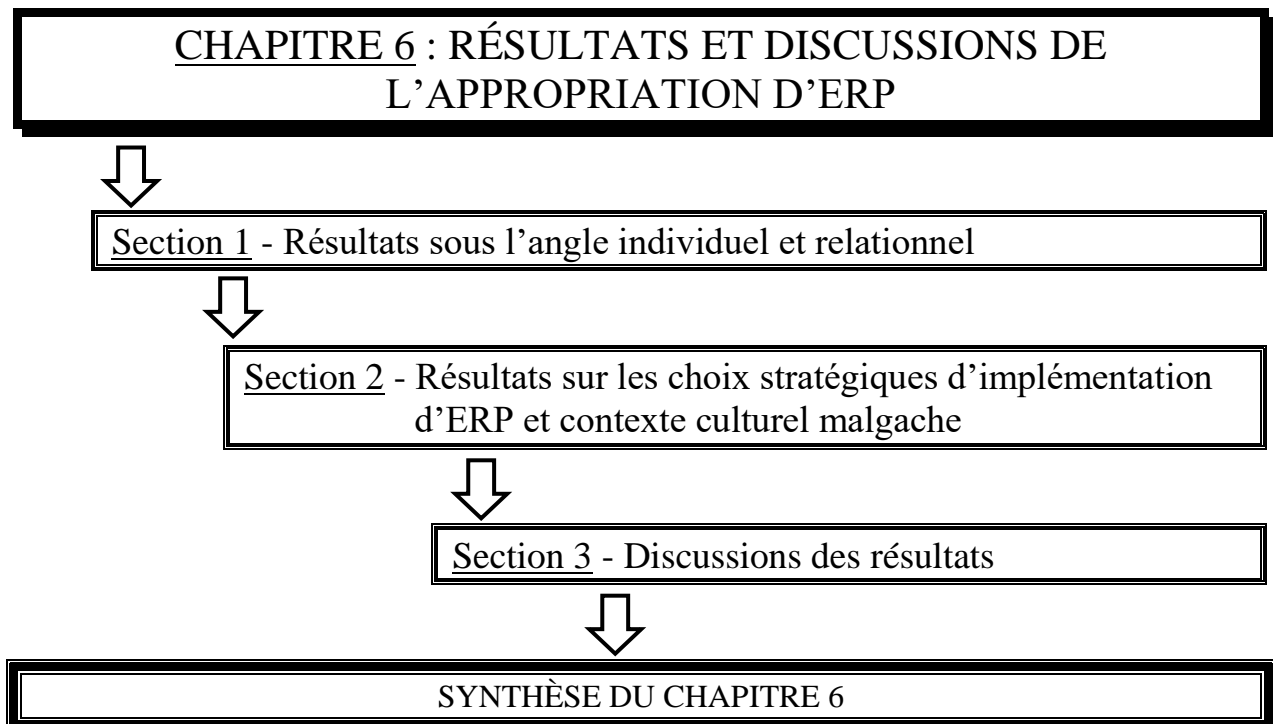 CHAPITRE 6 : RÉSULTATS ET DISCUSSIONS DE
L’APPROPRIATION D’ERP
Section 1 - Résultats sous l’angle individuel et relationnel
Section 2 - Résultats sur les choix stratégiques d’implémentation
d’ERP et contexte culturel malgache
Section 3 - Discussions des résultats
SYNTHÈSE DU CHAPITRE 6